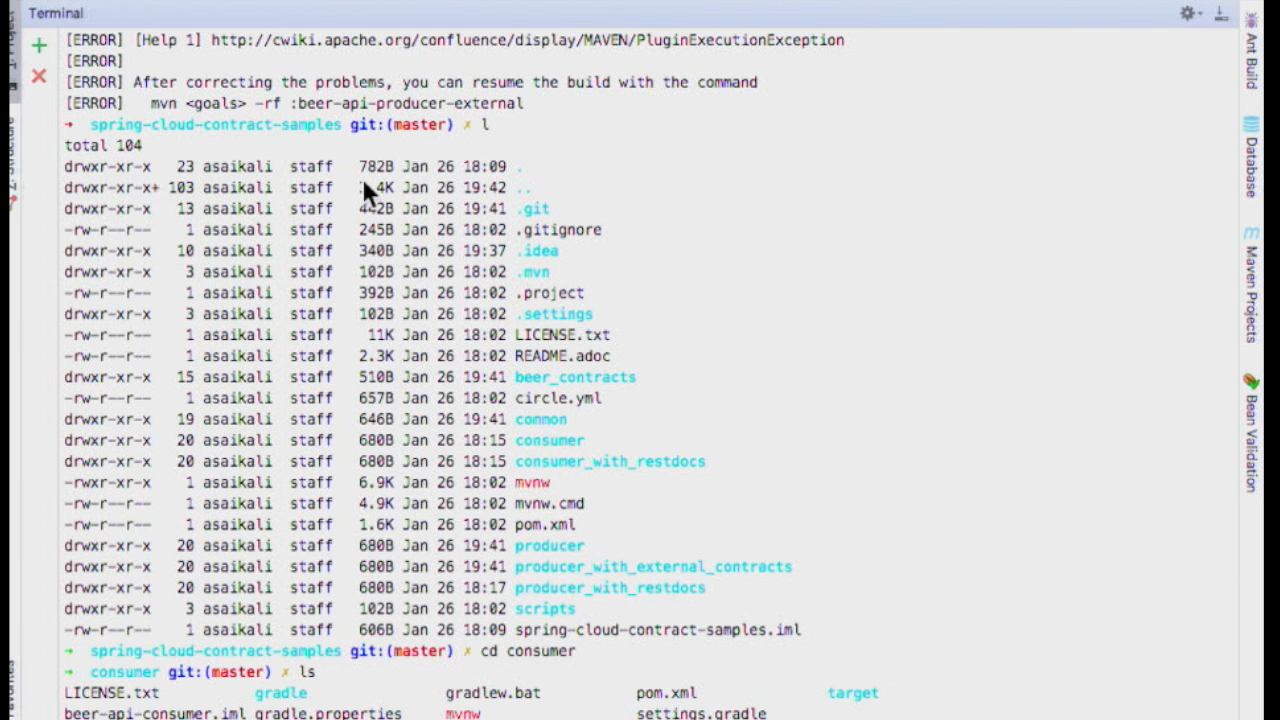 Terminal
[ERROR] [Help 1] http://cwiki.apache.org/confluence/display/MAVEN/PluginExecutionException
[ERROR]
[ERROR] After correcting the problems, you can resume the build with the command
[ERROR]   mvn <goals> -rf :beer-api-producer-external
→ spring-cloud-contract-samples git:(master) ✗ l
total 104
drwxr-xr-x 23 asaikali staff 782B Jan 26 18:09 .
drwxr-xr-x+ 103 asaikali staff Jan 26 19:42 ..
drwxr-xr-x 13 asaikali staff 442B Jan 26 19:41 .git
-rw-r--r-- 1 asaikali staff 245B Jan 26 18:02 .gitignore
drwxr-xr-x 10 asaikali staff 340B Jan 26 19:37 .idea
drwxr-xr-x 3 asaikali staff 102B Jan 26 18:02 .mvn
-rw-r--r-- 1 asaikali staff 392B Jan 26 18:02 .project
drwxr-xr-x 3 asaikali staff 102B Jan 26 18:02 .settings
-rw-r--r-- 1 asaikali staff 11K Jan 26 18:02 LICENSE.txt
-rw-r--r-- 1 asaikali staff 2.3K Jan 26 18:02 README.adoc
drwxr-xr-x 15 asaikali staff 510B Jan 26 19:41 beer_contracts
-rw-r--r-- 1 asaikali staff 657B Jan 26 18:02 circle.yml
drwxr-xr-x 19 asaikali staff 646B Jan 26 19:41 common
drwxr-xr-x 20 asaikali staff 680B Jan 26 18:15 consumer
drwxr-xr-x 20 asaikali staff 680B Jan 26 18:15 consumer_with_restdocs
-rw-r--r-- 1 asaikali staff 6.9K Jan 26 18:02 mvnw
-rw-r--r-- 1 asaikali staff 4.9K Jan 26 18:02 mvnw.cmd
-rw-r--r-- 1 asaikali staff 1.6K Jan 26 18:02 pom.xml
drwxr-xr-x 20 asaikali staff 680B Jan 26 19:41 producer
drwxr-xr-x 20 asaikali staff 680B Jan 26 19:41 producer_with_external_contracts
drwxr-xr-x 20 asaikali staff 680B Jan 26 18:17 producer_with_restdocs
drwxr-xr-x 3 asaikali staff 102B Jan 26 18:02 scripts
-rw-r--r-- 1 asaikali staff 606B Jan 26 18:09 spring-cloud-contract-samples.iml
→ spring-cloud-contract-samples git:(master) ✗ cd consumer
→ consumer git:(master) ✗ ls
LICENSE.txt gradle gradlew.bat pom.xml target
beer-api-consumer.iml gradle.properties mvnw settings.gradle
Ant Build
Database
Maven Projects
Bean Validation